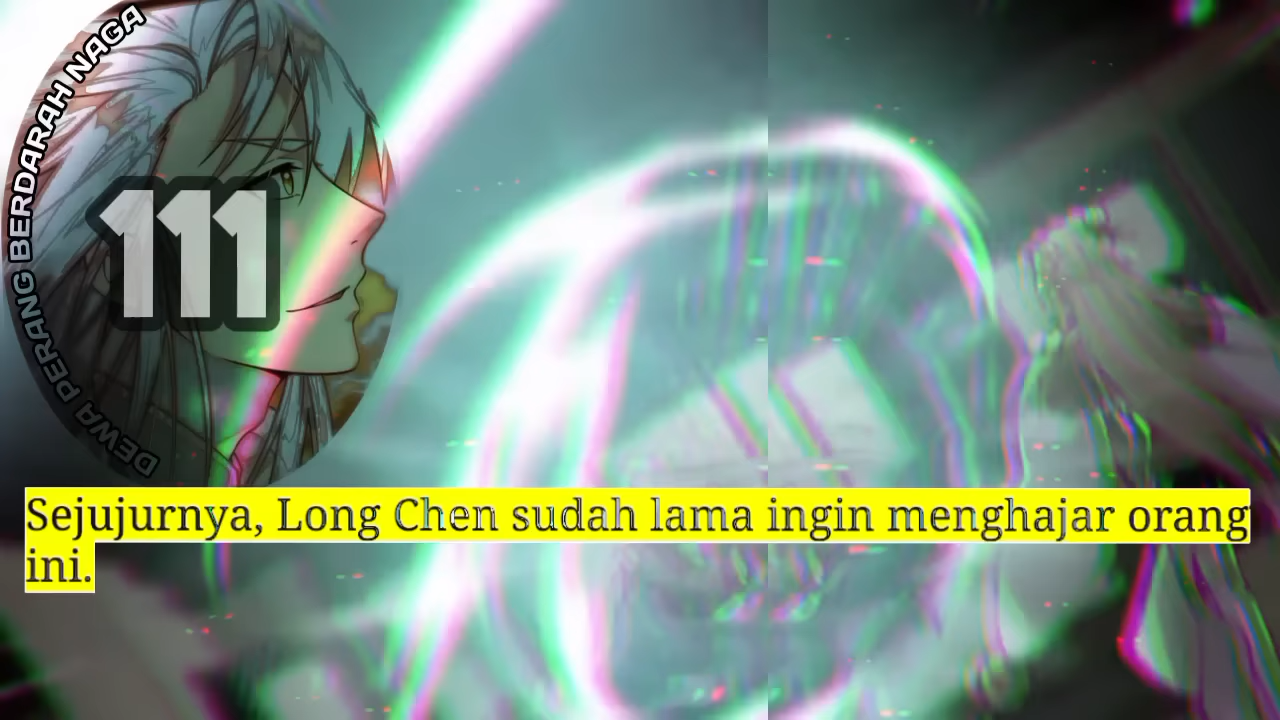 DEWA PERANG BERDARAH NAGA
111
Sejujurnya, Long Chen sudah lama ingin menghajar orang
ini.